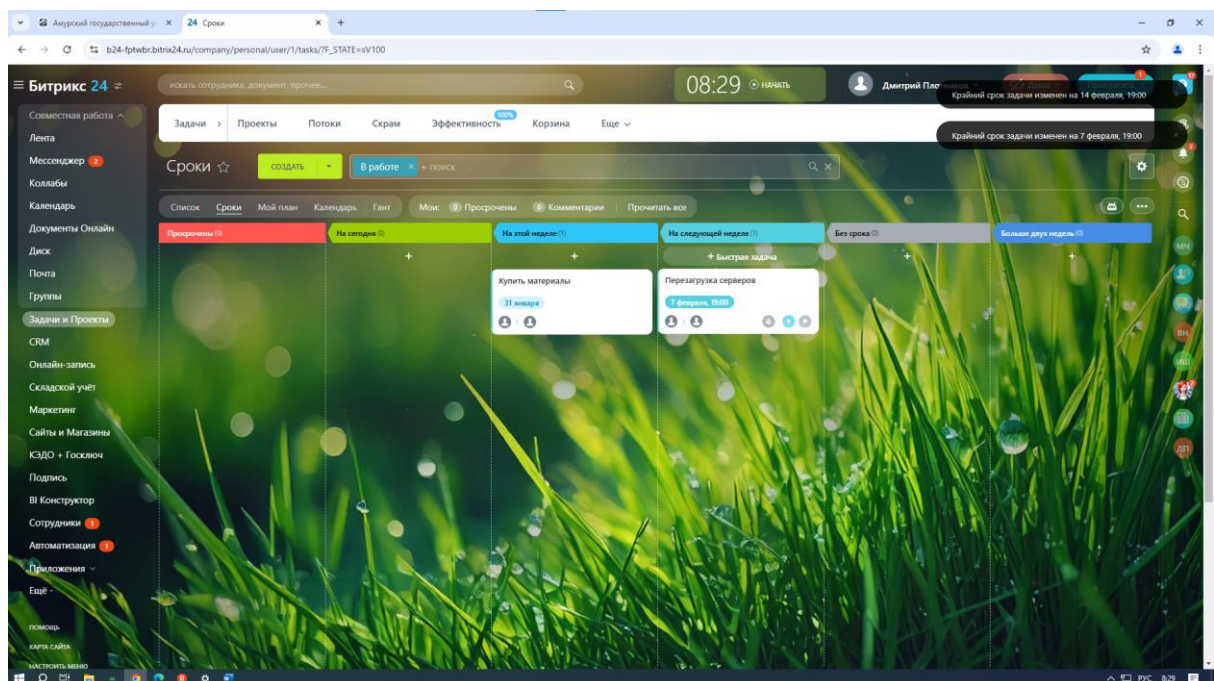 Амурский государственный у
24 Сроки
b24-fptwbr.bitrix24.ru/company/personal/user/1/tasks/?F_STATE=sV100
Битрикс 24
искать сотрудника, документ, прочее...
08:29 НАЧАТЬ
Дмитрий
Крайний срок задачи изменен на 14 февраля, 19:00
Крайний срок задачи изменен на 7 февраля, 19:00
Задачи
Проекты
Потоки
Скрам
Эффективность 100%
Корзина
Еще
Сроки
СОЗДАТЬ
В работе × + поиск
Список Сроки Мой план Календарь Гант
Мои: 0 Просрочены 0 Комментарии Прочитать все
Просрочены (0)
На сегодня (0)
На этой неделе (1)
На следующей неделе (1)
Без срока (0)
Больше двух недель (0)
+ Быстрая задача
Купить материалы
31 января
Перезагрузка серверов
7 февраля, 19:00
Совместная работа
Лента
Мессенджер 2
Коллабы
Календарь
Документы Онлайн
Диск
Почта
Группы
Задачи и Проекты
CRM
Онлайн-запись
Складской учёт
Маркетинг
Сайты и Магазины
КЭДО + Госключ
Подпись
BI Конструктор
Сотрудники 1
Автоматизация 1
Приложения
Ещё -
ПОМОЩЬ
КАРТА САЙТА
НАСТРОИТЬ МЕНЮ
МЧ
ВН
ИШ
ДП
РУС 8:29